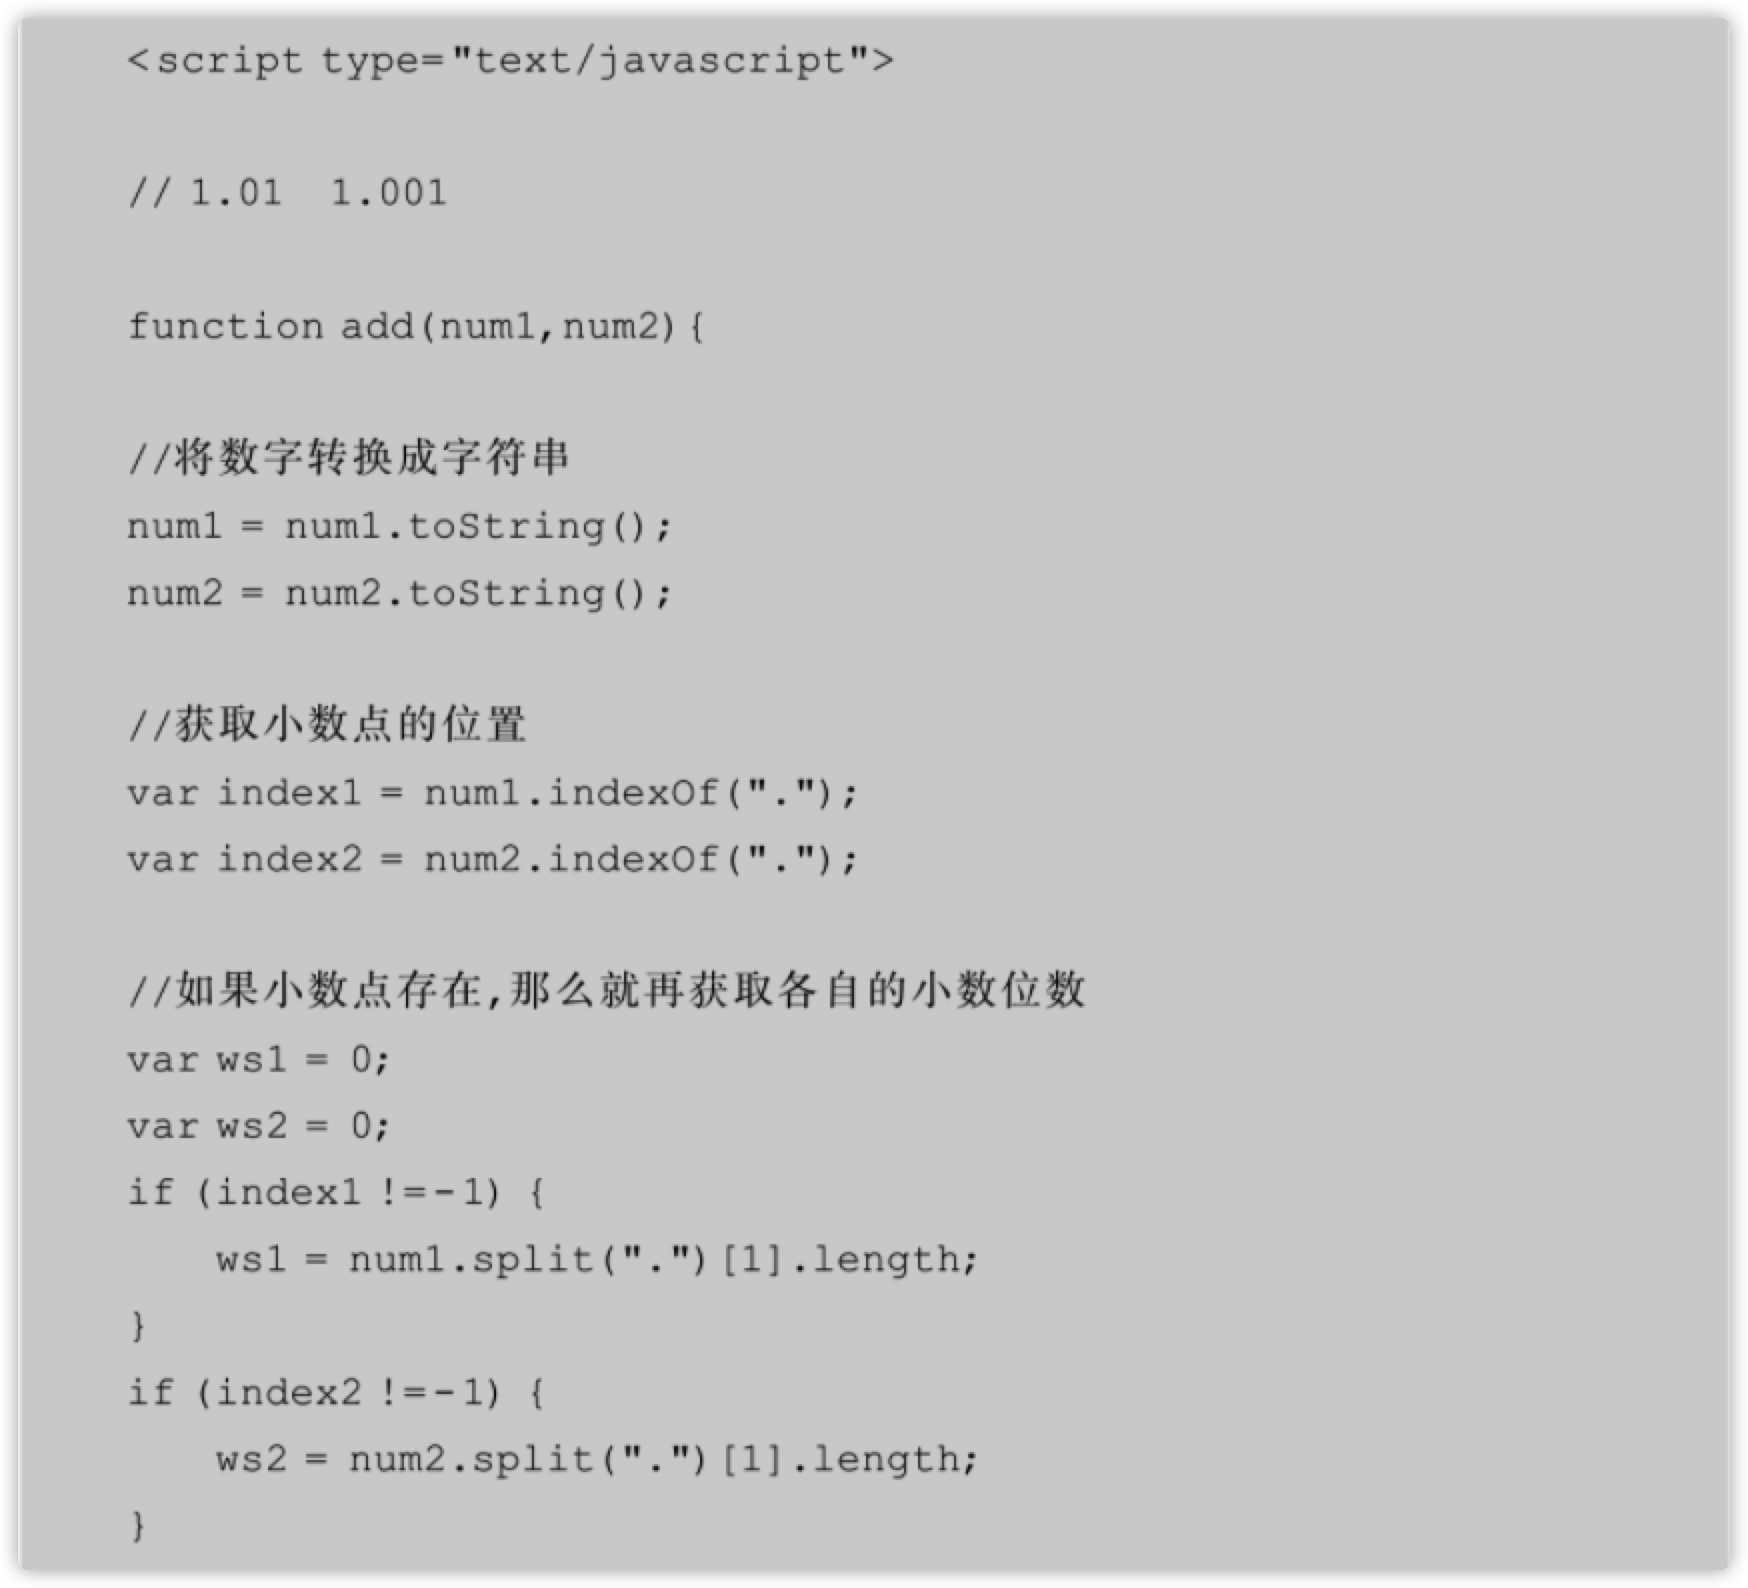 <script type="text/javascript">
// 1.01  1.001
function add(num1,num2){
//将数字转换成字符串
num1 = num1.toString();
num2 = num2.toString();
//获取小数点的位置
var index1 = num1.indexOf(".");
var index2 = num2.indexOf(".");
//如果小数点存在,那么就再获取各自的小数位数
var ws1 = 0;
var ws2 = 0;
if (index1 !=-1) {
    ws1 = num1.split(".")[1].length;
}
if (index2 !=-1) {
    ws2 = num2.split(".")[1].length;
}